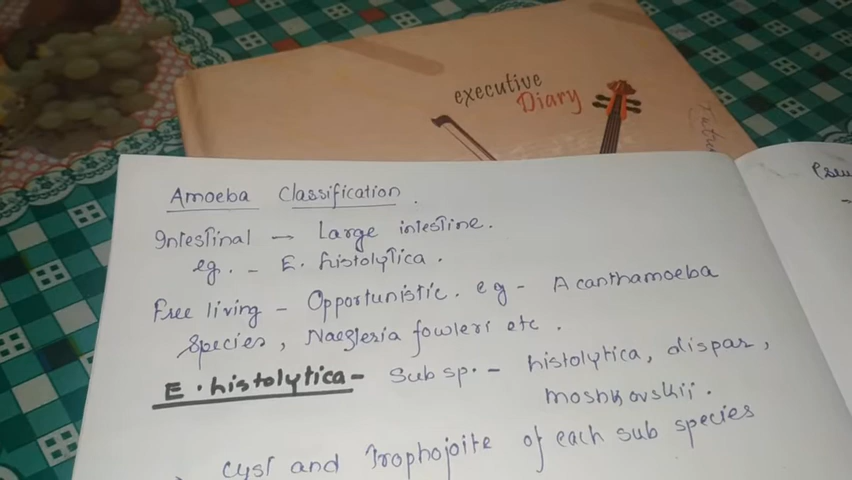 executive
Diary
Amoeba Classification.
Intestinal → Large intestine.
eg. - E. histolytica.
Free living - Opportunistic. eg - Acanthamoeba
species, Naegleria fowleri etc.
E. histolytica - Sub sp. - histolytica, dispar,
moshkovskii.
→ Cyst and Trophojoite of each sub species